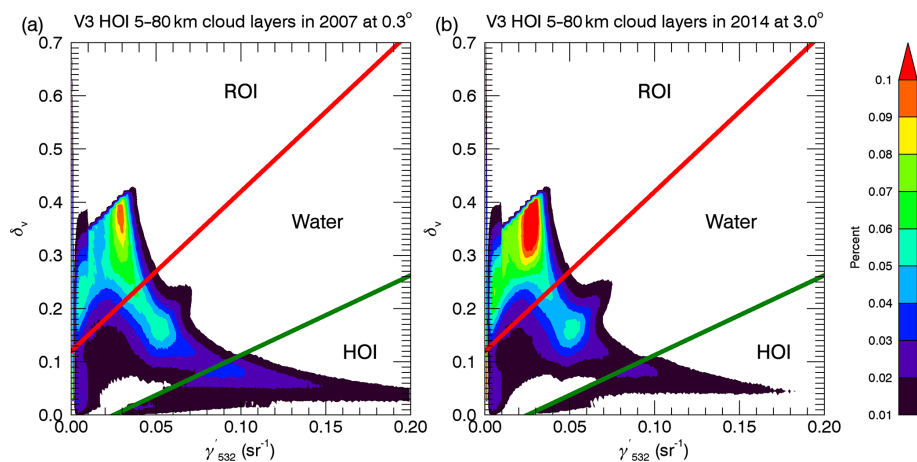 (a) V3 HOI 5–80 km cloud layers in 2007 at 0.3°
(b) V3 HOI 5–80 km cloud layers in 2014 at 3.0°
0.7
0.6
0.5
0.4
0.3
0.2
0.1
0.0
δv
ROI
Water
HOI
0.00 0.05 0.10 0.15 0.20
γ′532 (sr-1)
0.7
0.6
0.5
0.4
0.3
0.2
0.1
0.0
δv
ROI
Water
HOI
0.00 0.05 0.10 0.15 0.20
γ′532 (sr-1)
0.1
0.09
0.08
0.07
0.06
0.05
0.04
0.03
0.02
0.01
Percent